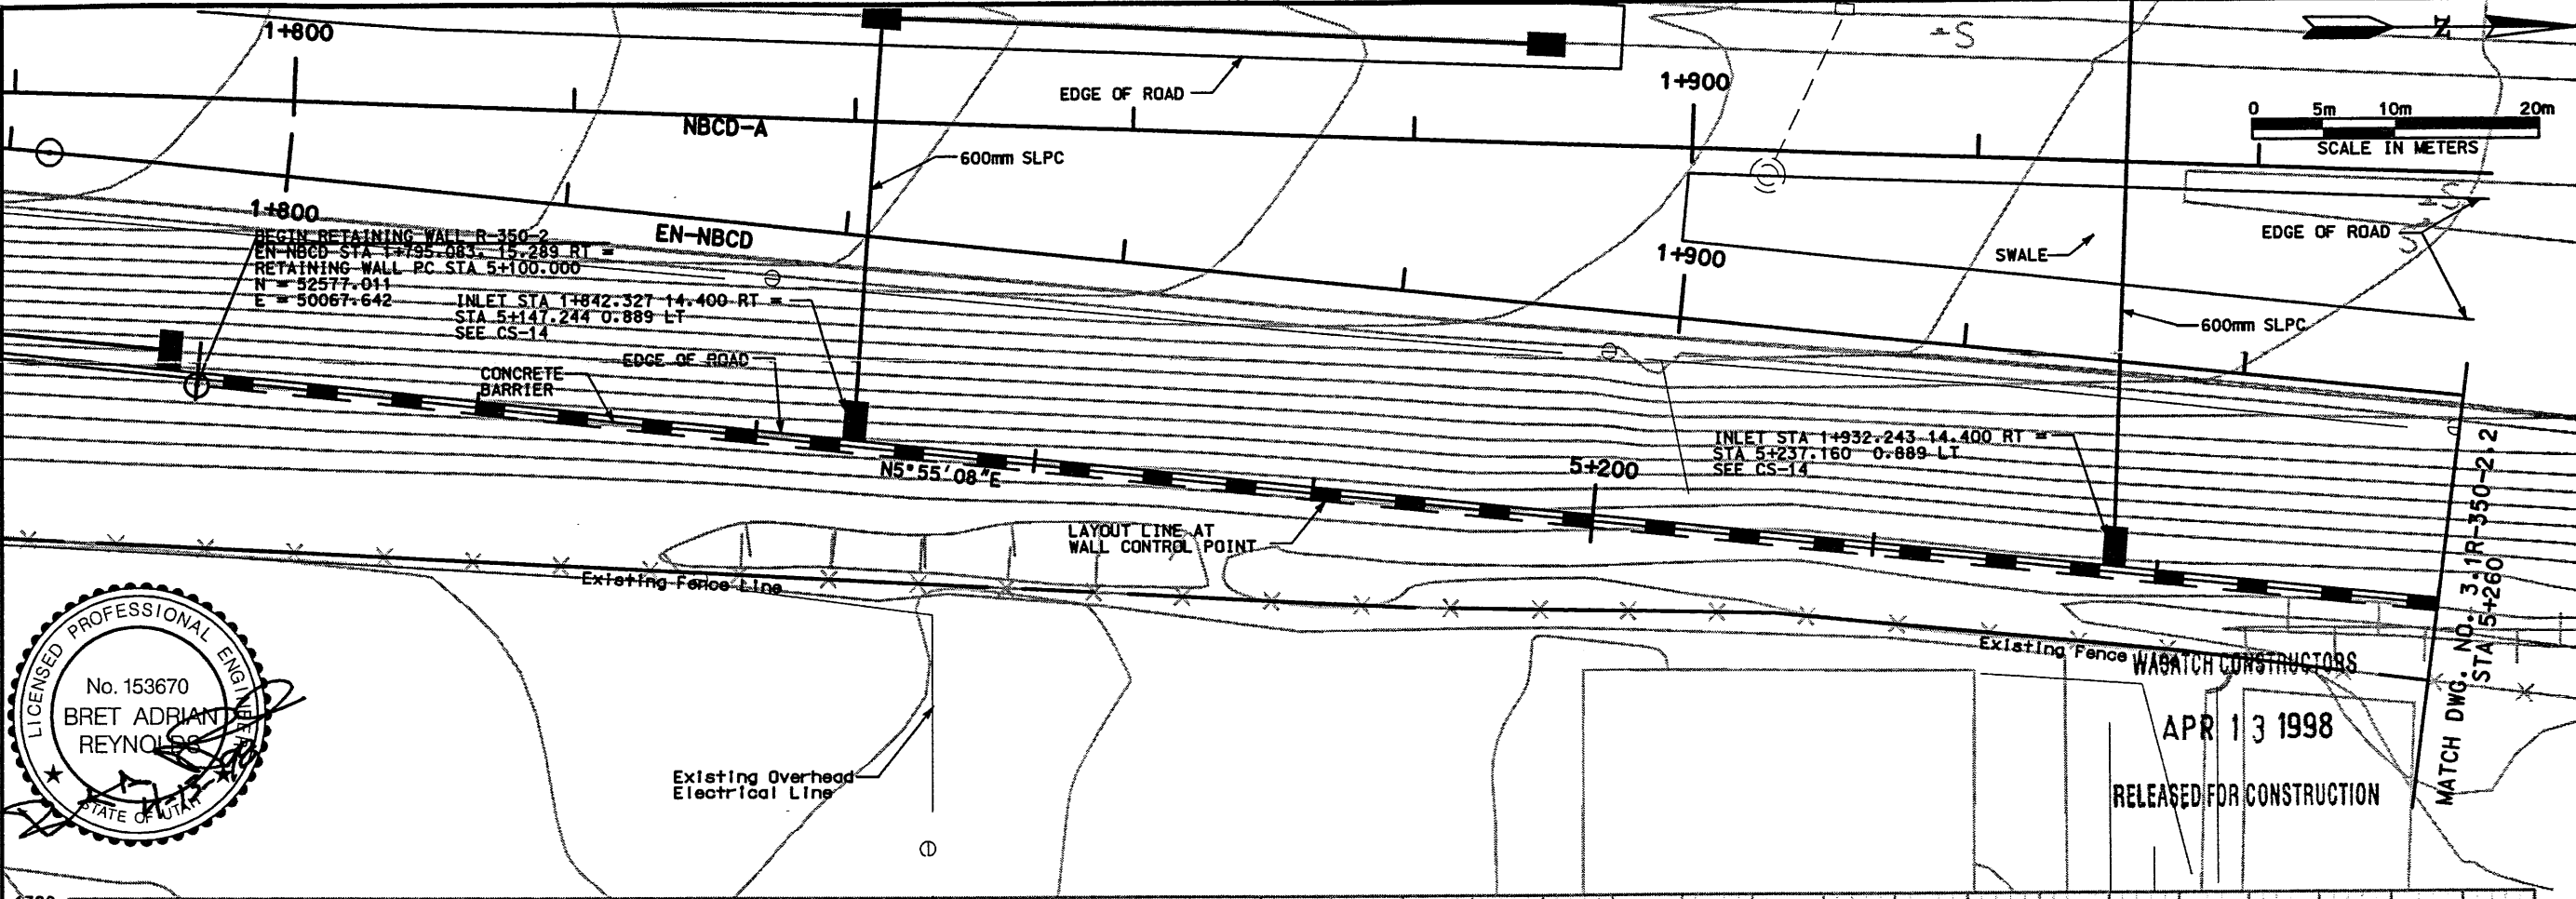 1+800
EDGE OF ROAD
1+900
N
0 5m 10m 20m
SCALE IN METERS
NBCD-A
600mm SLPC
1+800
EN-NBCD
BEGIN RETAINING WALL R-350-2
EN-NBCD STA 1+795.083, 15.289 RT =
RETAINING WALL PC STA 5+100.000
N = 52577.011
E = 50067.642
INLET STA 1+842.327 14.400 RT =
STA 5+147.244 0.889 LT
SEE CS-14
1+900
SWALE
EDGE OF ROAD
600mm SLPC
EDGE OF ROAD
CONCRETE
BARRIER
N5°55'08"E
5+200
INLET STA 1+932.243 14.400 RT =
STA 5+237.160 0.889 LT
SEE CS-14
LAYOUT LINE AT
WALL CONTROL POINT
MATCH DWG. NO. 3.1R-350-2.2
STA 5+260
Existing Fence Line
Existing Fence
WASATCH CONSTRUCTORS
APR 13 1998
RELEASED FOR CONSTRUCTION
Existing Overhead
Electrical Line
LICENSED PROFESSIONAL ENGINEER
No. 153670
BRET ADRIAN
REYNOLDS
STATE OF UTAH